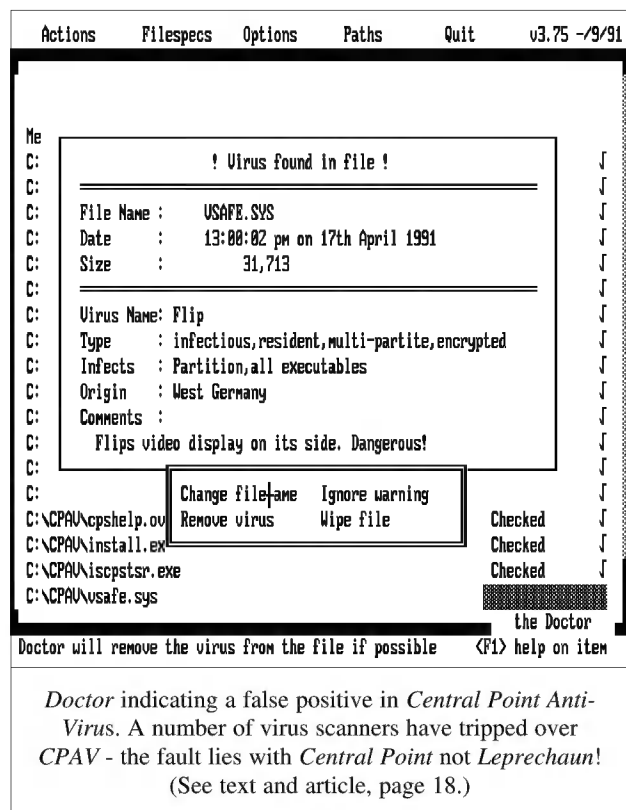 Actions Filespecs Options Paths Quit v3.75 -/9/91
Me
C: ! Virus found in file ! √
C: √
C: File Name : VSAFE.SYS √
C: Date : 13:00:02 pm on 17th April 1991 √
C: Size : 31,713 √
C: √
C: Virus Name: Flip √
C: Type : infectious,resident,multi-partite,encrypted √
C: Infects : Partition,all executables √
C: Origin : West Germany √
C: Comments : √
C: Flips video display on its side. Dangerous! √
C: √
C: Change file ame Ignore warning √
C:\CPAV\cpshelp.ov Remove virus Wipe file Checked √
C:\CPAV\install.ex Checked √
C:\CPAV\iscpstsr.exe Checked √
C:\CPAV\vsafe.sys
the Doctor
Doctor will remove the virus from the file if possible <F1> help on item
Doctor indicating a false positive in Central Point Anti-
Virus. A number of virus scanners have tripped over
CPAV - the fault lies with Central Point not Leprechaun!
(See text and article, page 18.)